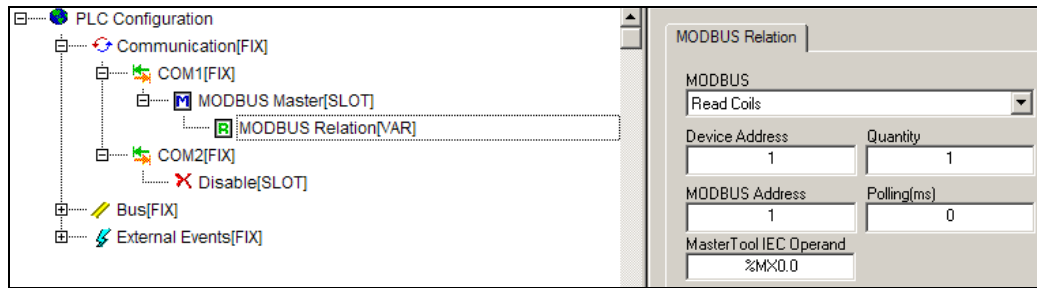 PLC Configuration
Communication[FIX]
COM1[FIX]
M MODBUS Master[SLOT]
R MODBUS Relation[VAR]
COM2[FIX]
Disable[SLOT]
Bus[FIX]
External Events[FIX]
MODBUS Relation
MODBUS
Read Coils
Device Address Quantity
1 1
MODBUS Address Polling(ms)
1 0
MasterTool IEC Operand
%MX0.0